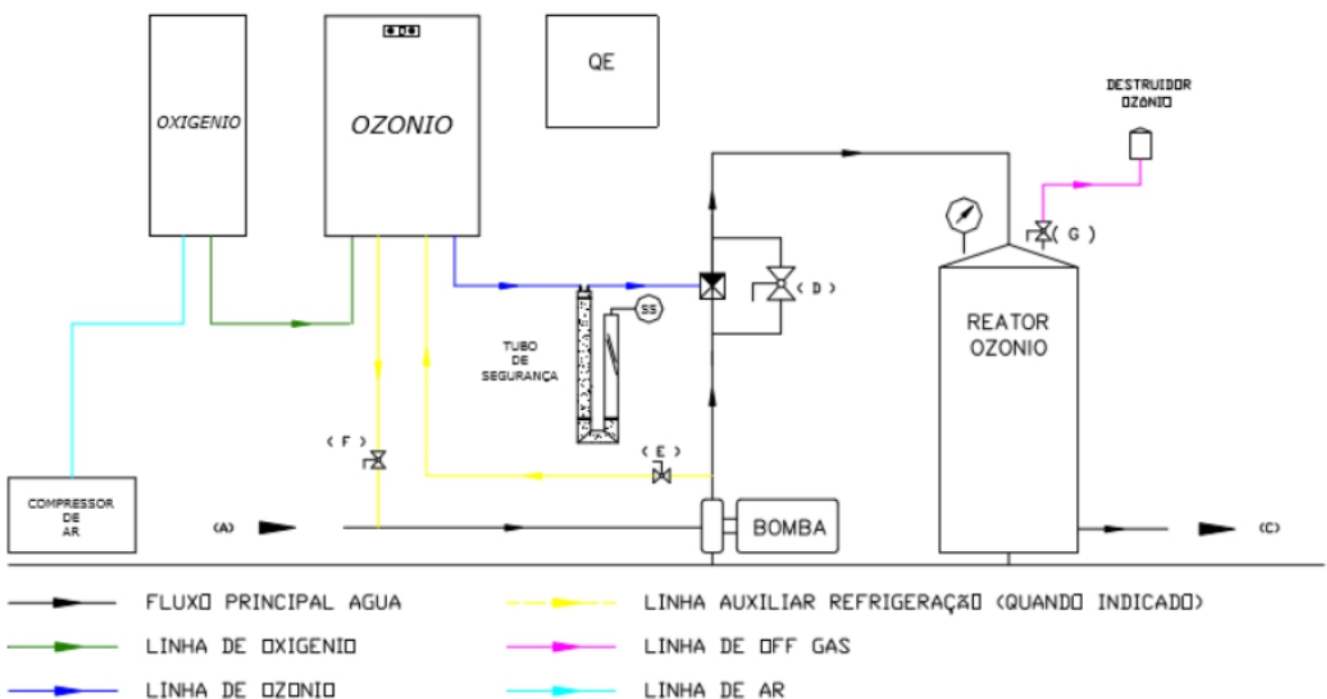 OXIGENIO
OZONIO
QE
DESTRUIDOR
OZONIO
( G )
( D )
SS
TUBO
DE
SEGURANÇA
REATOR
OZONIO
( F )
( E )
COMPRESSOR
DE
AR
(A)
BOMBA
(C)
FLUXO PRINCIPAL AGUA
LINHA AUXILIAR REFRIGERAÇÃO (QUANDO INDICADO)
LINHA DE OXIGENIO
LINHA DE OFF GAS
LINHA DE OZONIO
LINHA DE AR